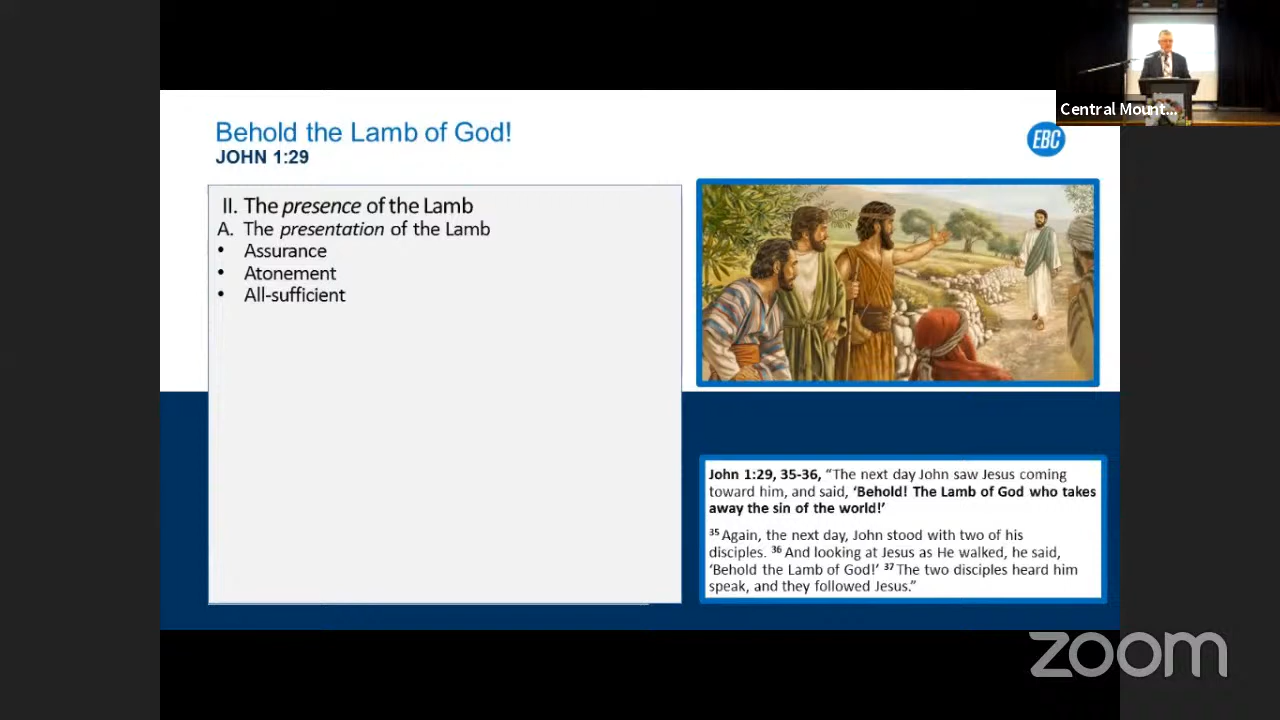 Central Mount...
Behold the Lamb of God!
JOHN 1:29
EBC
II. The presence of the Lamb
A. The presentation of the Lamb
• Assurance
• Atonement
• All-sufficient
John 1:29, 35-36, “The next day John saw Jesus coming
toward him, and said, ‘Behold! The Lamb of God who takes
away the sin of the world!’
35 Again, the next day, John stood with two of his
disciples. 36 And looking at Jesus as He walked, he said,
‘Behold the Lamb of God!’ 37 The two disciples heard him
speak, and they followed Jesus.”
zoom